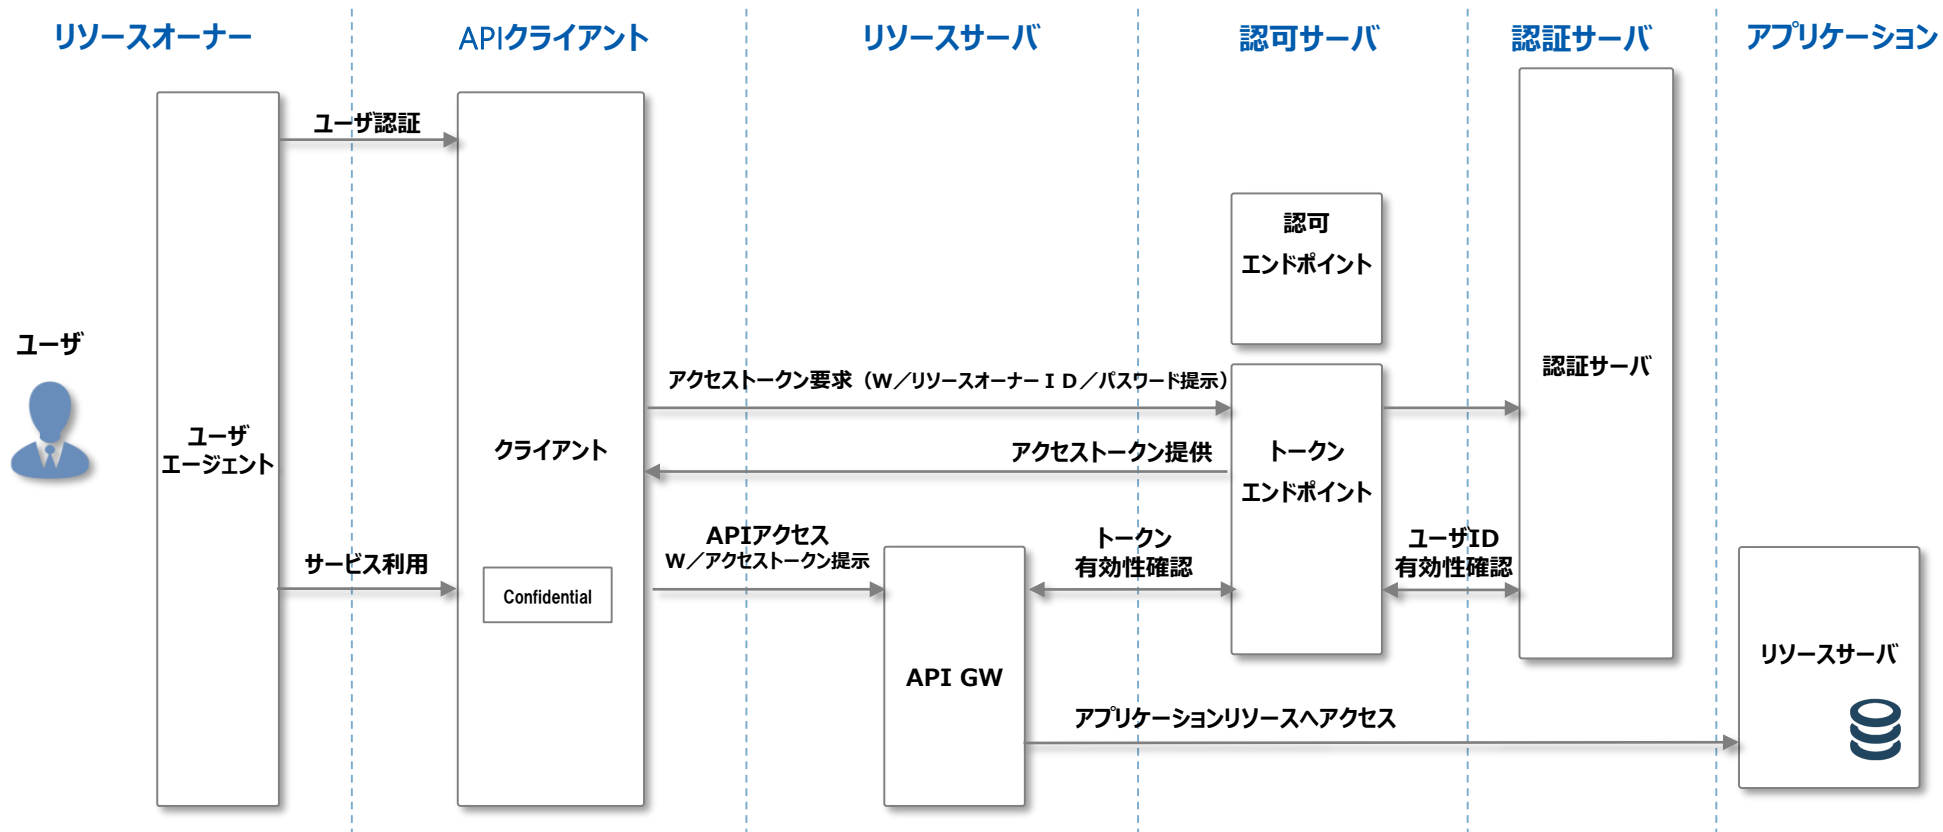 リソースオーナー
APIクライアント
リソースサーバ
認可サーバ
認証サーバ
アプリケーション
ユーザ認証
認可
エンドポイント
ユーザ
認証サーバ
アクセストークン要求（W／リソースオーナーＩＤ／パスワード提示）
ユーザ
エージェント
クライアント
アクセストークン提供
トークン
エンドポイント
サービス利用
APIアクセス
W／アクセストークン提示
トークン
有効性確認
ユーザID
有効性確認
Confidential
API GW
リソースサーバ
アプリケーションリソースへアクセス